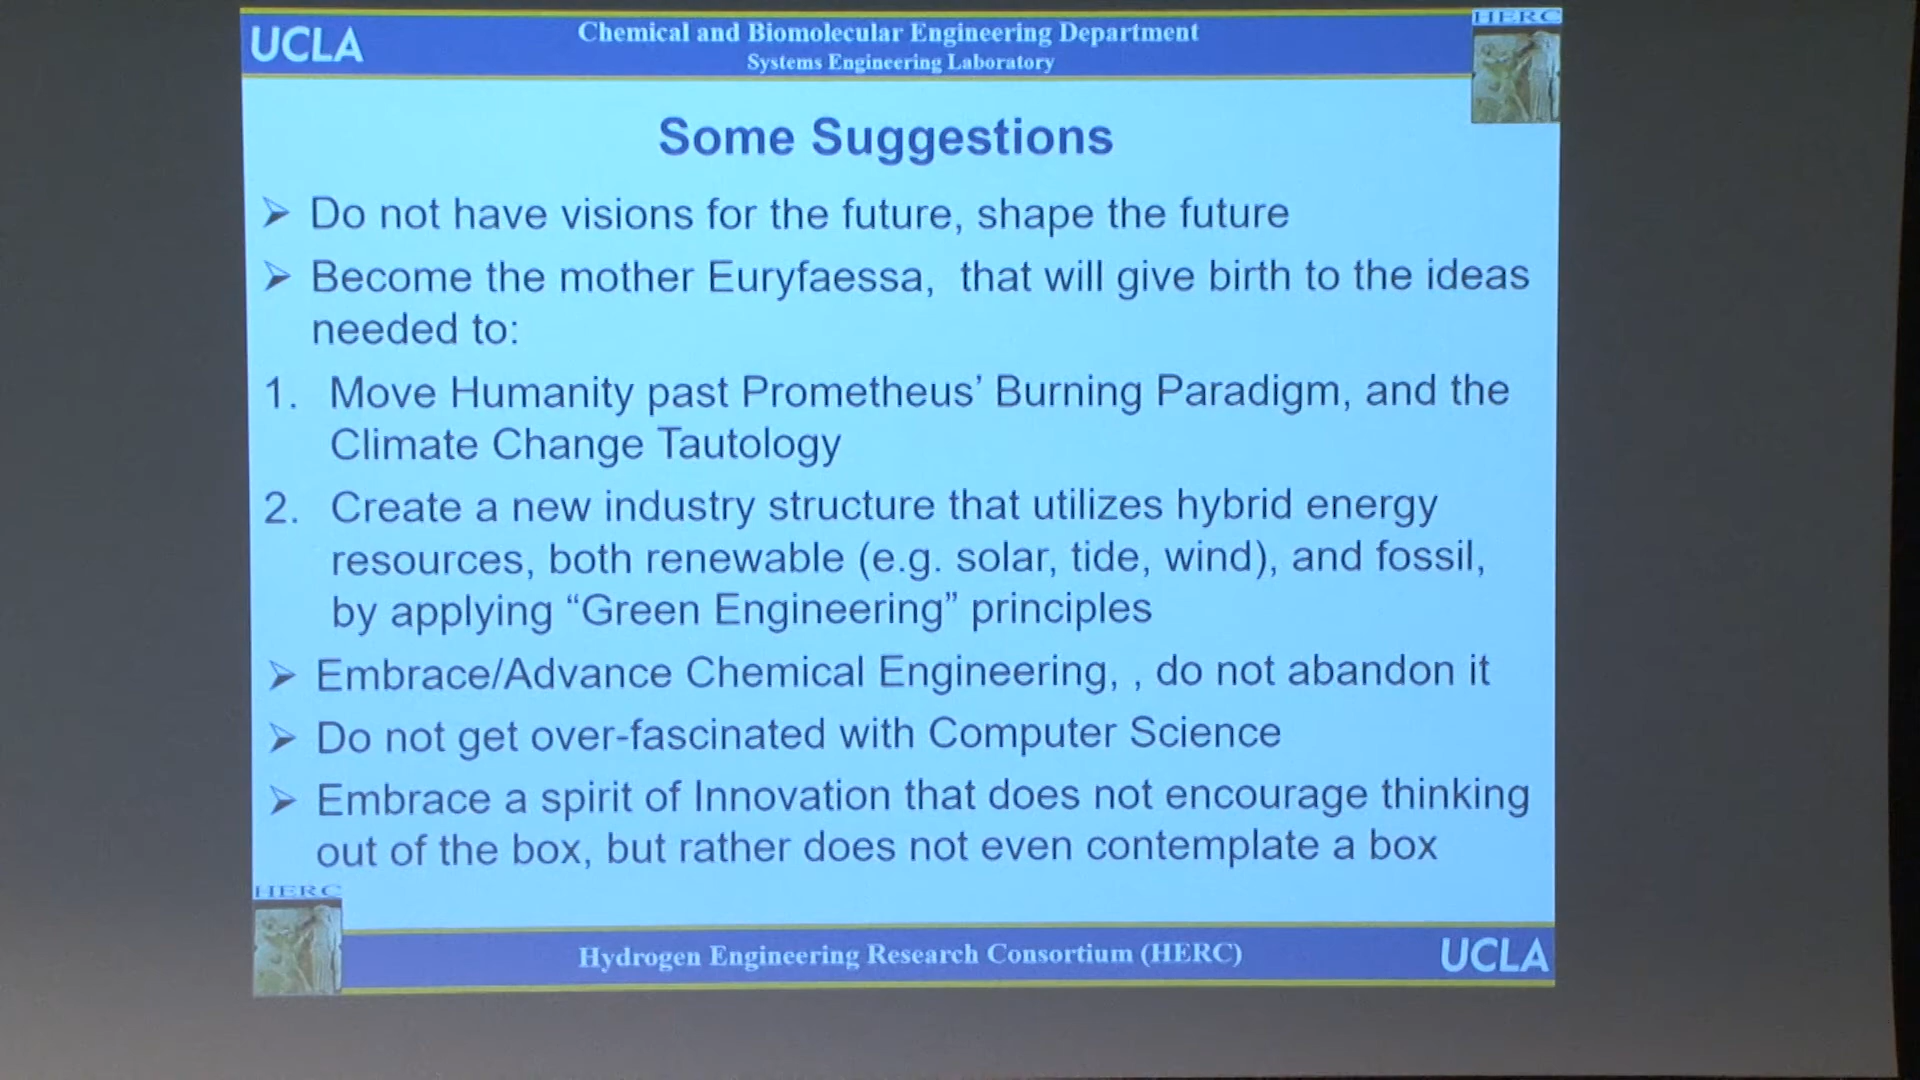 UCLA
Chemical and Biomolecular Engineering Department
Systems Engineering Laboratory
HERC
Some Suggestions
➢ Do not have visions for the future, shape the future
➢ Become the mother Euryfaessa,  that will give birth to the ideas
needed to:
1. Move Humanity past Prometheus’ Burning Paradigm, and the
Climate Change Tautology
2. Create a new industry structure that utilizes hybrid energy
resources, both renewable (e.g. solar, tide, wind), and fossil,
by applying “Green Engineering” principles
➢ Embrace/Advance Chemical Engineering, , do not abandon it
➢ Do not get over-fascinated with Computer Science
➢ Embrace a spirit of Innovation that does not encourage thinking
out of the box, but rather does not even contemplate a box
HERC
Hydrogen Engineering Research Consortium (HERC)
UCLA